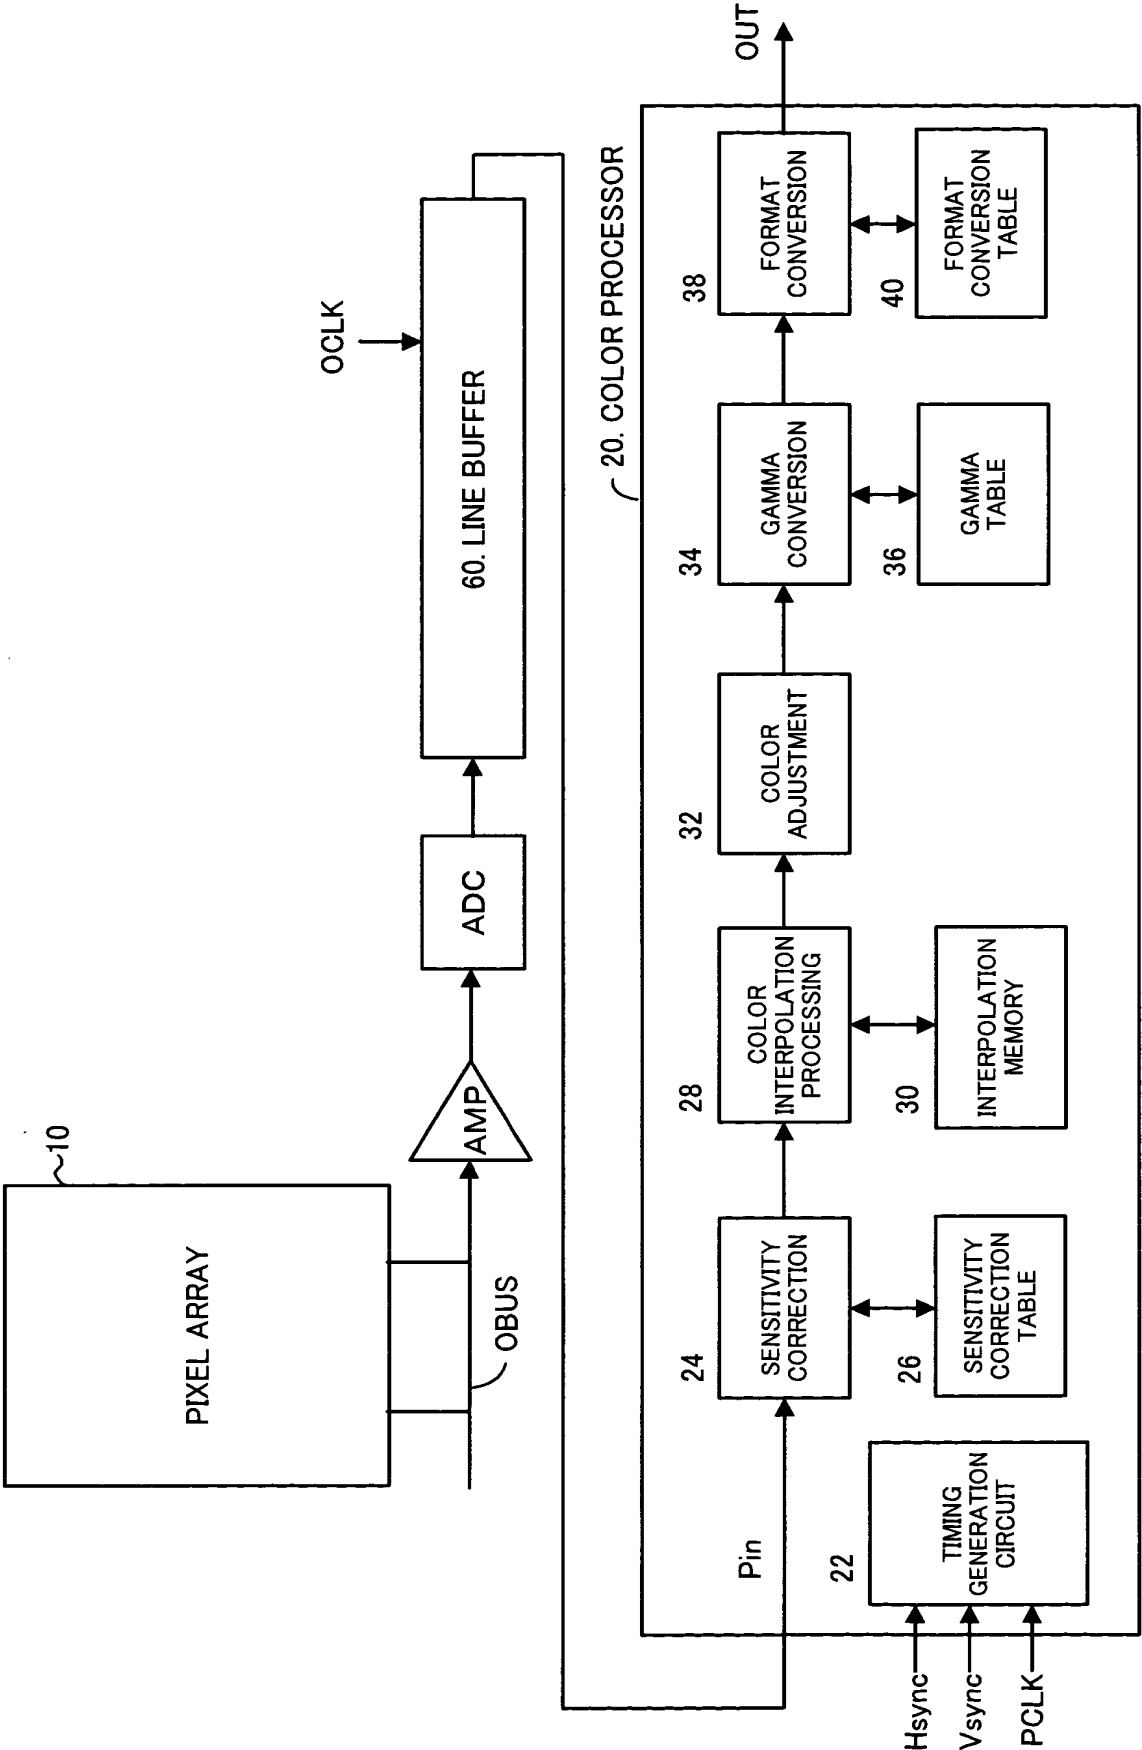 PIXEL ARRAY
10
OBUS
AMP
ADC
60. LINE BUFFER
OCLK
20. COLOR PROCESSOR
Pin
24
SENSITIVITY
CORRECTION
28
COLOR
INTERPOLATION
PROCESSING
32
COLOR
ADJUSTMENT
34
GAMMA
CONVERSION
38
FORMAT
CONVERSION
OUT
Hsync
Vsync
PCLK
22
TIMING
GENERATION
CIRCUIT
26
SENSITIVITY
CORRECTION
TABLE
30
INTERPOLATION
MEMORY
36
GAMMA
TABLE
40
FORMAT
CONVERSION
TABLE